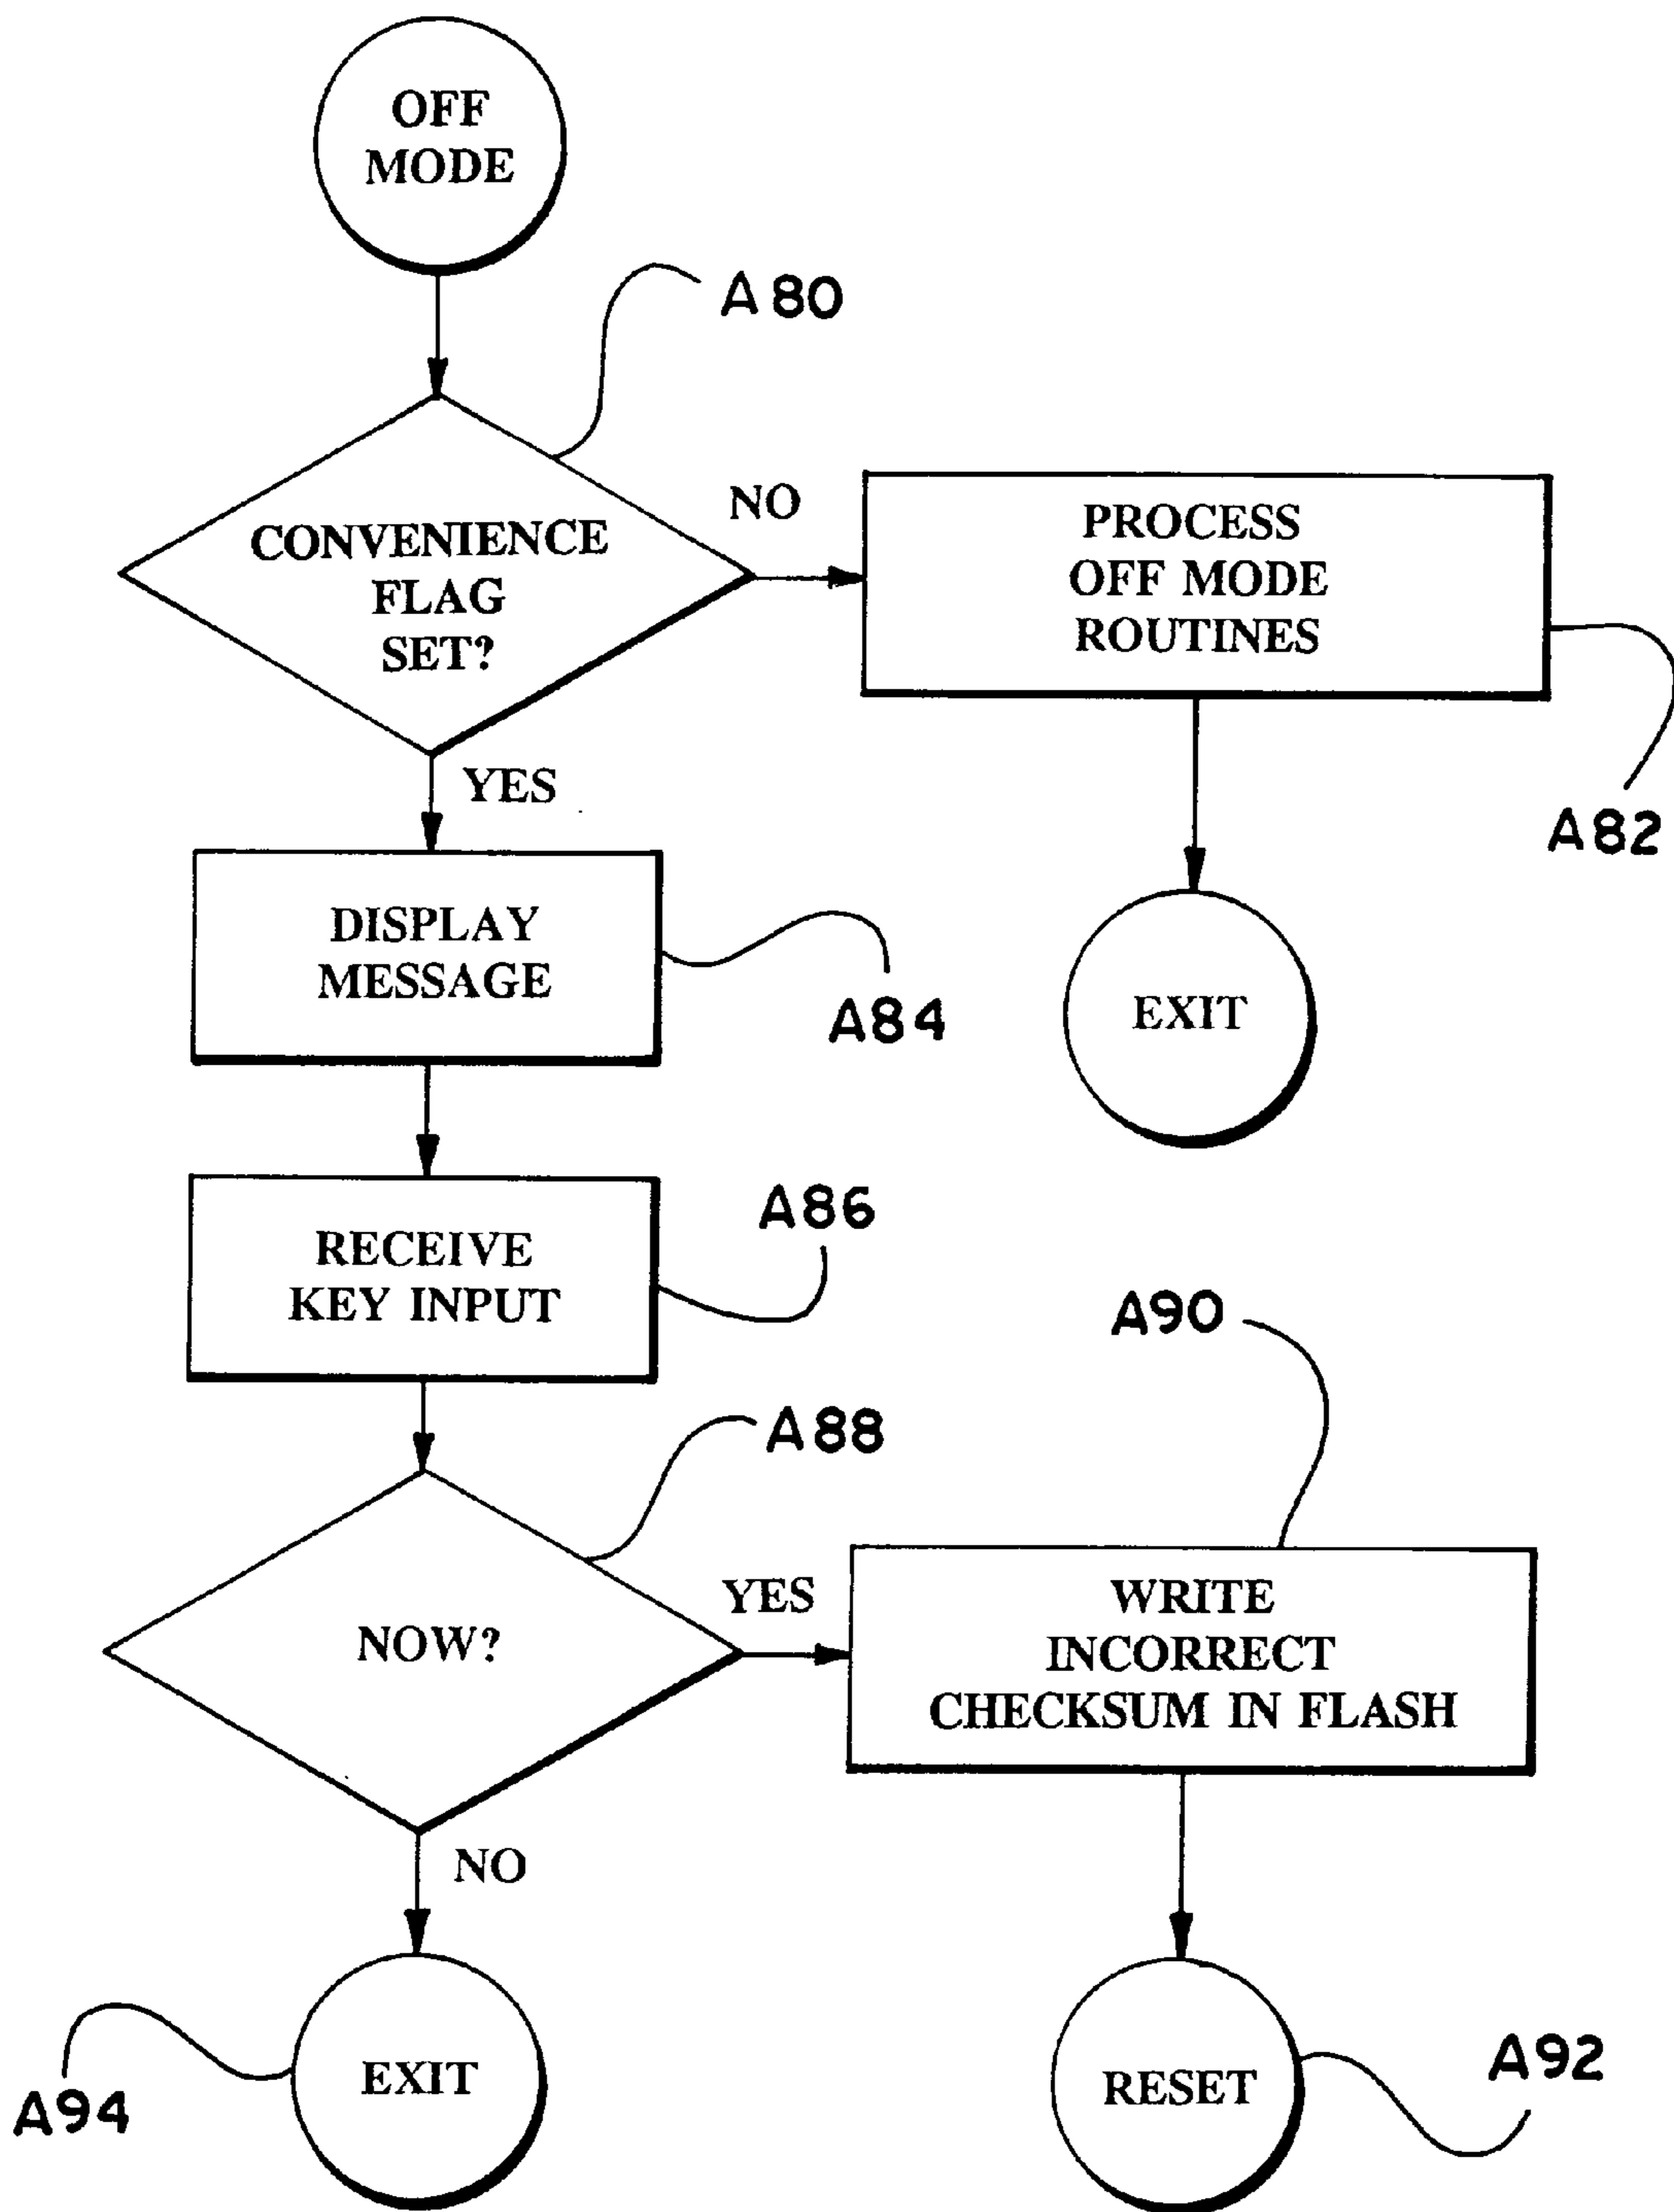 OFF
MODE
A80
CONVENIENCE
FLAG
SET?
NO
PROCESS
OFF MODE
ROUTINES
A82
YES
DISPLAY
MESSAGE
A84
EXIT
RECEIVE
KEY INPUT
A86
A90
A88
NOW?
YES
WRITE
INCORRECT
CHECKSUM IN FLASH
NO
EXIT
A94
RESET
A92